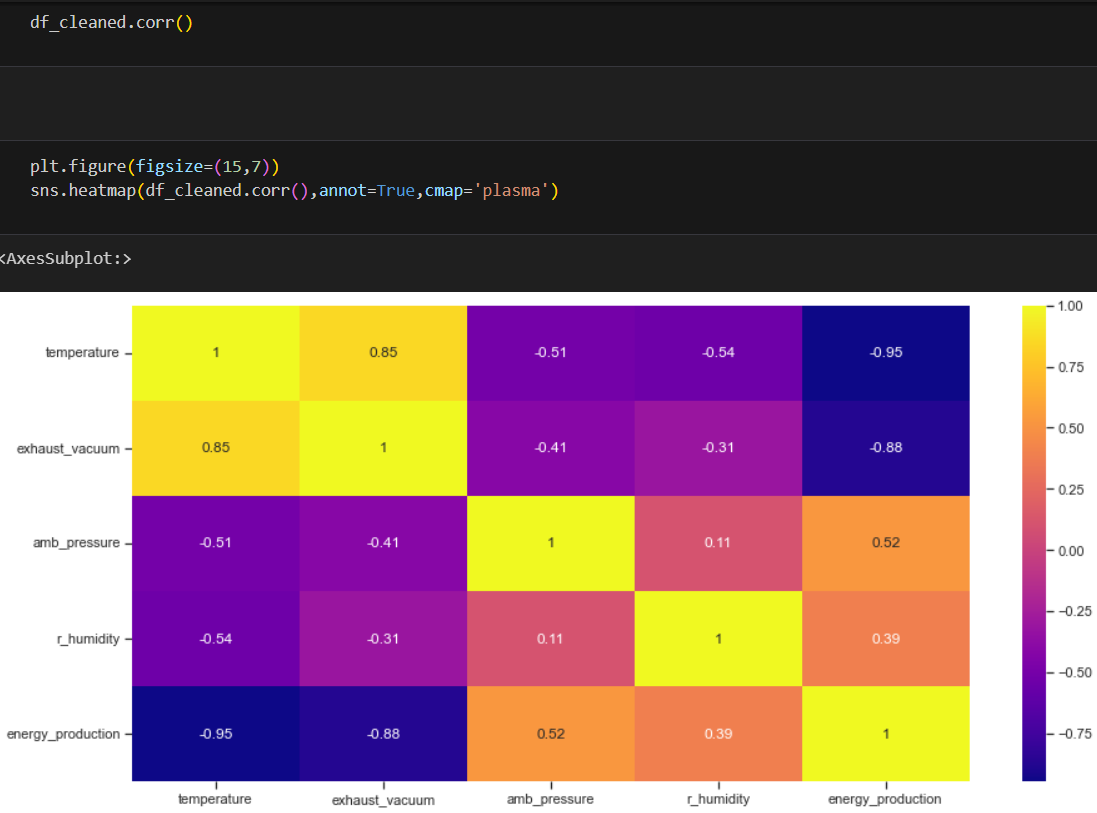 df_cleaned.corr()
plt.figure(figsize=(15,7))
sns.heatmap(df_cleaned.corr(),annot=True,cmap='plasma')
<AxesSubplot:>
temperature 1 0.85 -0.51 -0.54 -0.95
exhaust_vacuum 0.85 1 -0.41 -0.31 -0.88
amb_pressure -0.51 -0.41 1 0.11 0.52
r_humidity -0.54 -0.31 0.11 1 0.39
energy_production -0.95 -0.88 0.52 0.39 1
temperature exhaust_vacuum amb_pressure r_humidity energy_production
1.00
0.75
0.50
0.25
0.00
−0.25
−0.50
−0.75